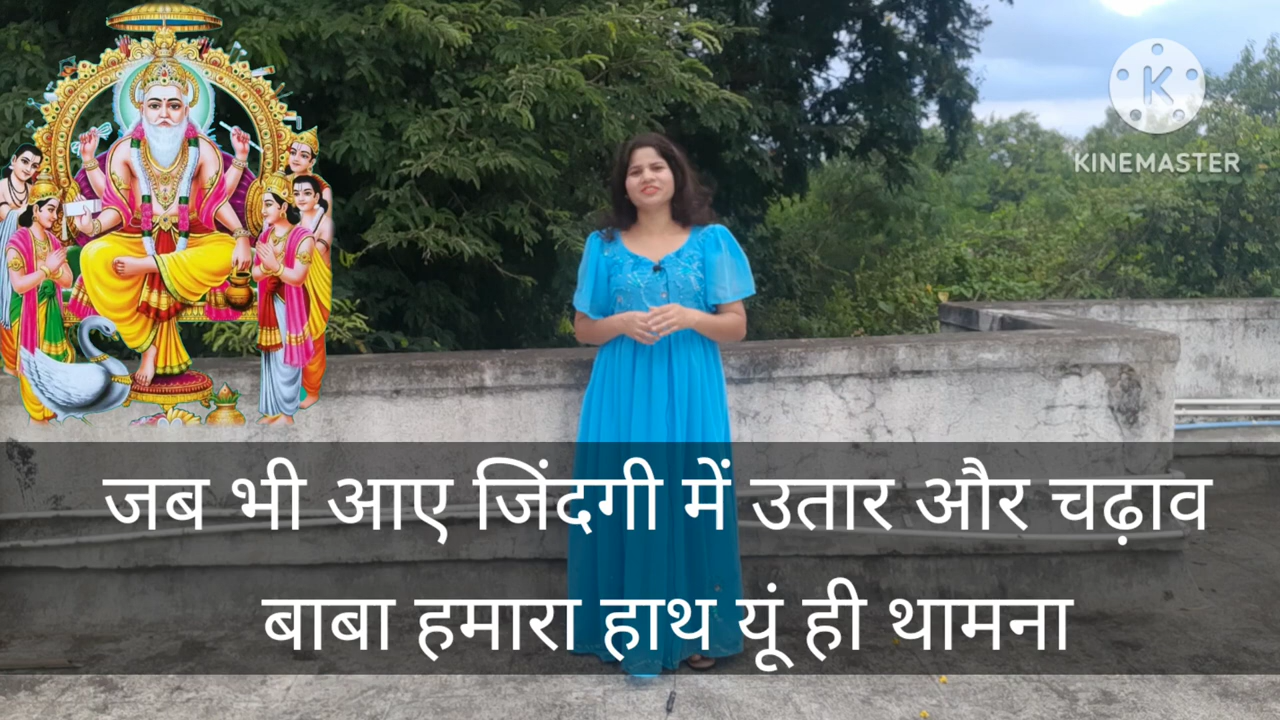 K
KINEMASTER
जब भी आए जिंदगी में उतार और चढ़ाव
बाबा हमारा हाथ यूं ही थामना